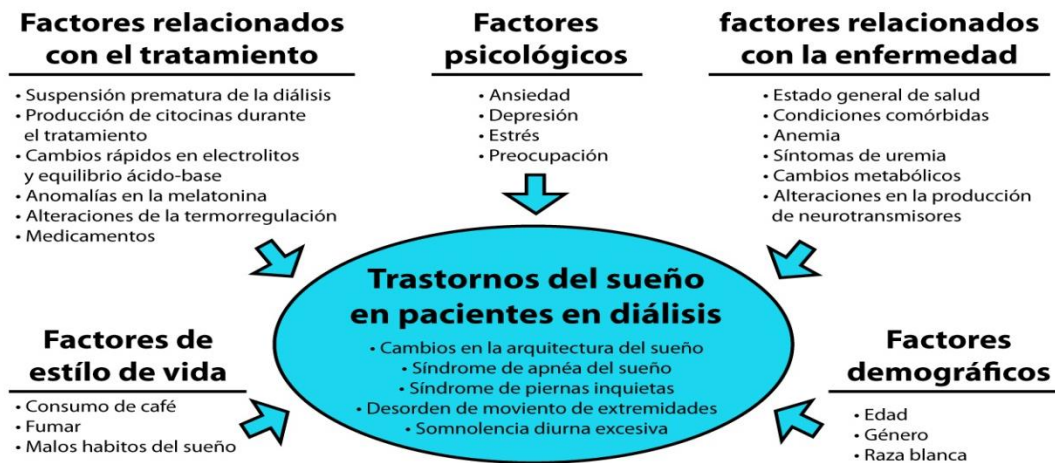 Factores relacionados
con el tratamiento
• Suspensión prematura de la diálisis
• Producción de citocinas durante
el tratamiento
• Cambios rápidos en electrolitos
y equilibrio ácido-base
• Anomalías en la melatonina
• Alteraciones de la termorregulación
• Medicamentos
Factores
psicológicos
• Ansiedad
• Depresión
• Estrés
• Preocupación
factores relacionados
con la enfermedad
• Estado general de salud
• Condiciones comórbidas
• Anemia
• Síntomas de uremia
• Cambios metabólicos
• Alteraciones en la producción
de neurotransmisores
Trastornos del sueño
en pacientes en diálisis
• Cambios en la arquitectura del sueño
• Síndrome de apnéa del sueño
• Síndrome de piernas inquietas
• Desorden de moviento de extremidades
• Somnolencia diurna excesiva
Factores de
estílo de vida
• Consumo de café
• Fumar
• Malos habitos del sueño
Factores
demográficos
• Edad
• Género
• Raza blanca